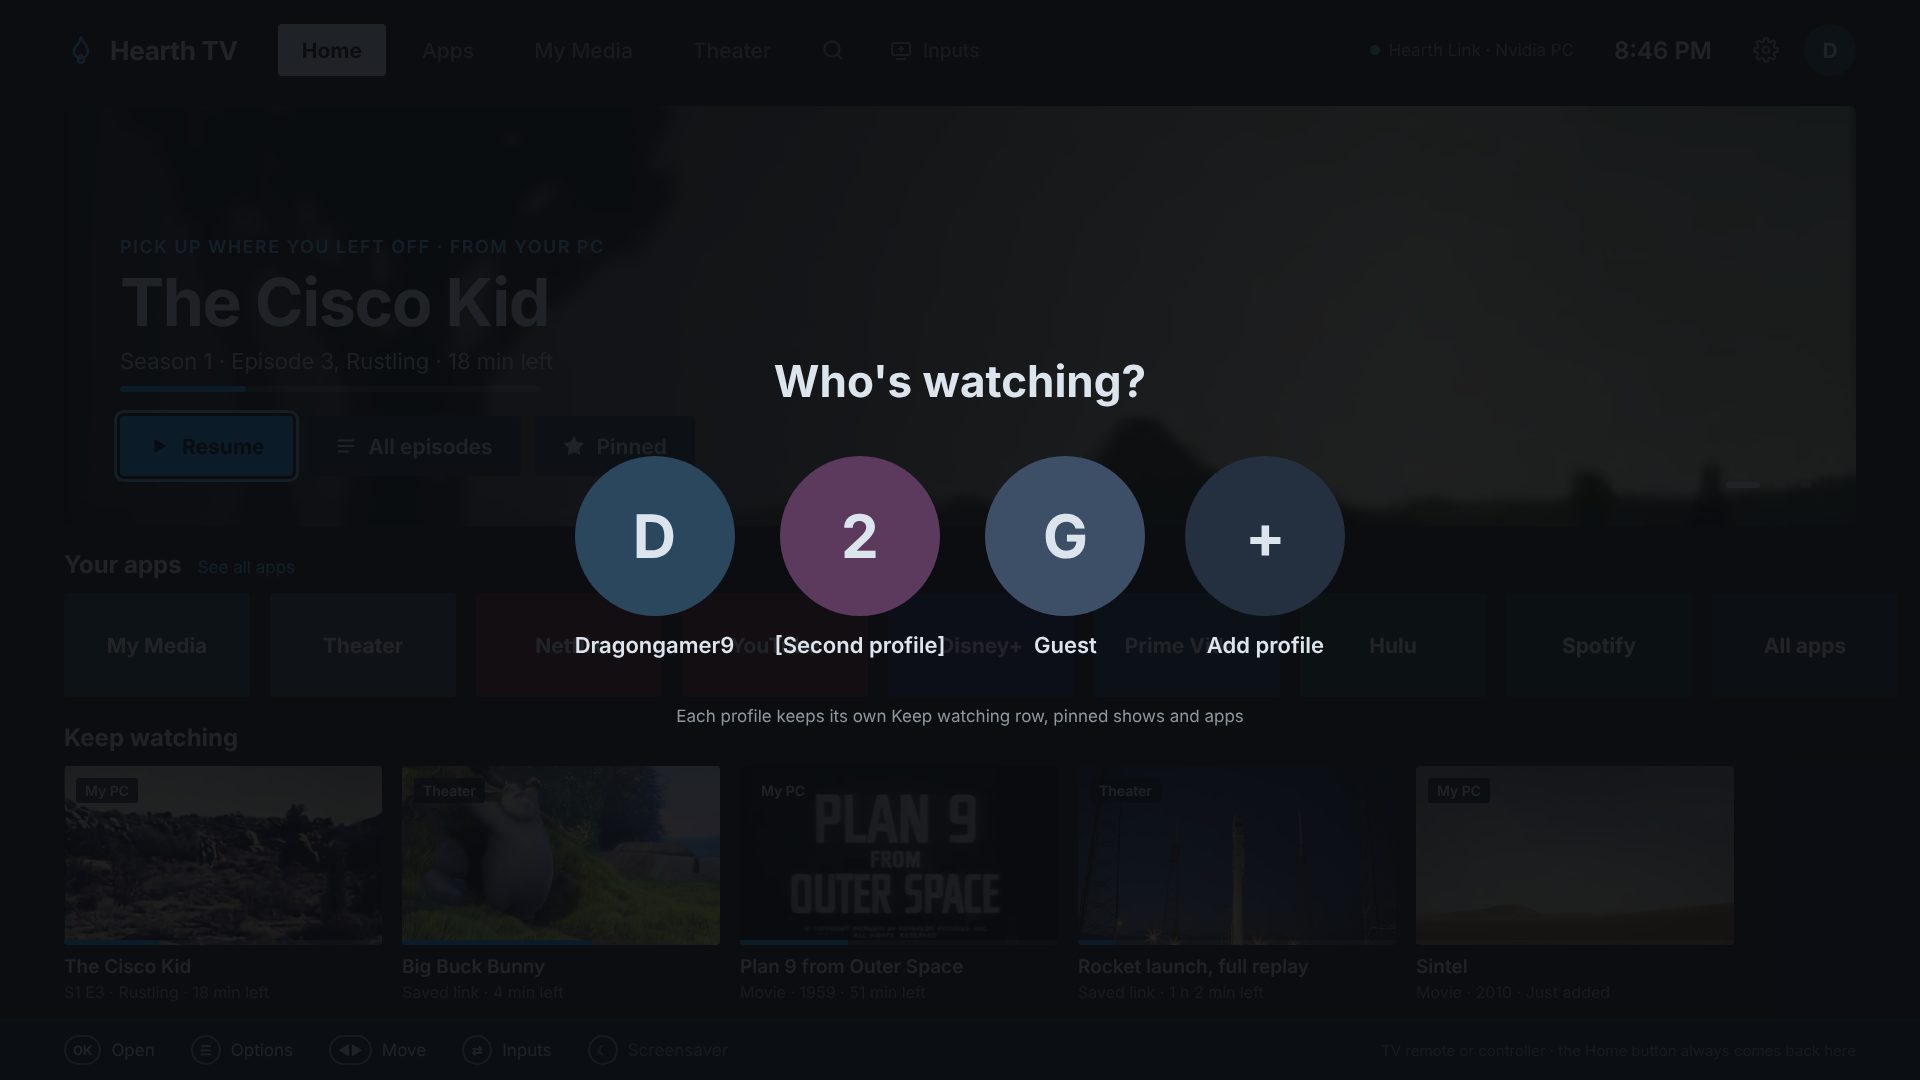 Hearth TV
Home
Apps
My Media
Theater
Inputs
Hearth Link · Nvidia PC
8:46 PM
D
PICK UP WHERE YOU LEFT OFF · FROM YOUR PC
The Cisco Kid
Season 1 · Episode 3, Rustling · 18 min left
Resume
All episodes
Pinned
Who's watching?
D
2
G
+
Dragongamer9
[Second profile]
Guest
Add profile
Each profile keeps its own Keep watching row, pinned shows and apps
Your apps
See all apps
My Media
Theater
Disney+
Hulu
Spotify
All apps
Keep watching
My PC
Theater
My PC
PLAN 9
FROM
OUTER SPACE
Theater
My PC
The Cisco Kid
S1 E3 · Rustling · 18 min left
Big Buck Bunny
Saved link · 4 min left
Plan 9 from Outer Space
Movie · 1959 · 51 min left
Rocket launch, full replay
Saved link · 1 h 2 min left
Sintel
Movie · 2010 · Just added
OK Open
Options
Move
Inputs
Screensaver
TV remote or controller · the Home button always comes back here